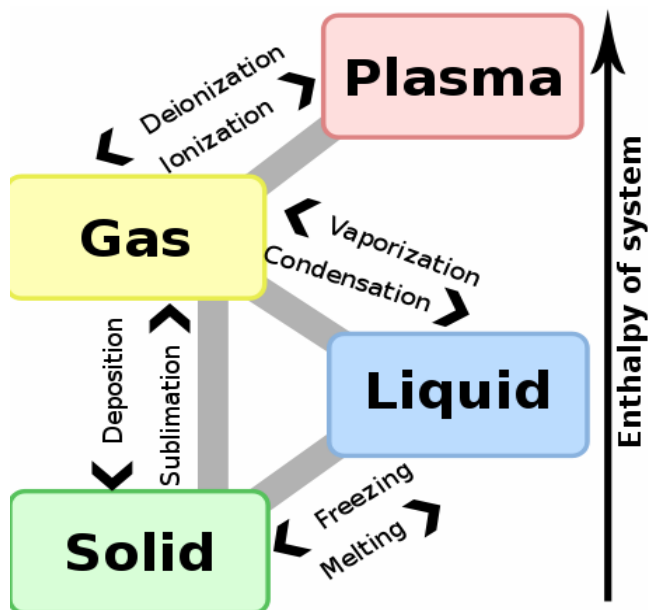 Plasma
Deionization
Ionization
Gas
Vaporization
Condensation
Enthalpy of system
Deposition
Sublimation
Liquid
Freezing
Melting
Solid